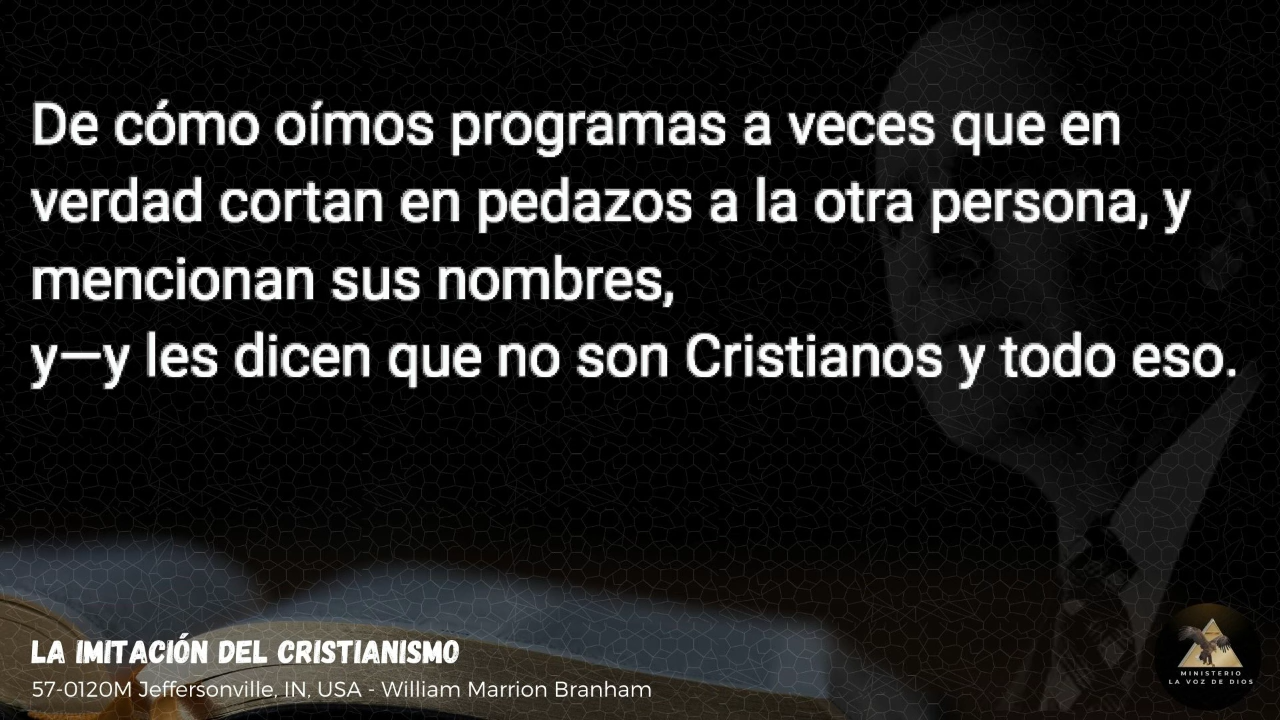 De cómo oímos programas a veces que en
verdad cortan en pedazos a la otra persona, y
mencionan sus nombres,
y—y les dicen que no son Cristianos y todo eso.
LA IMITACIÓN DEL CRISTIANISMO
57-0120M Jeffersonville, IN, USA - William Marrion Branham
MINISTERIO
LA VOZ DE DIOS